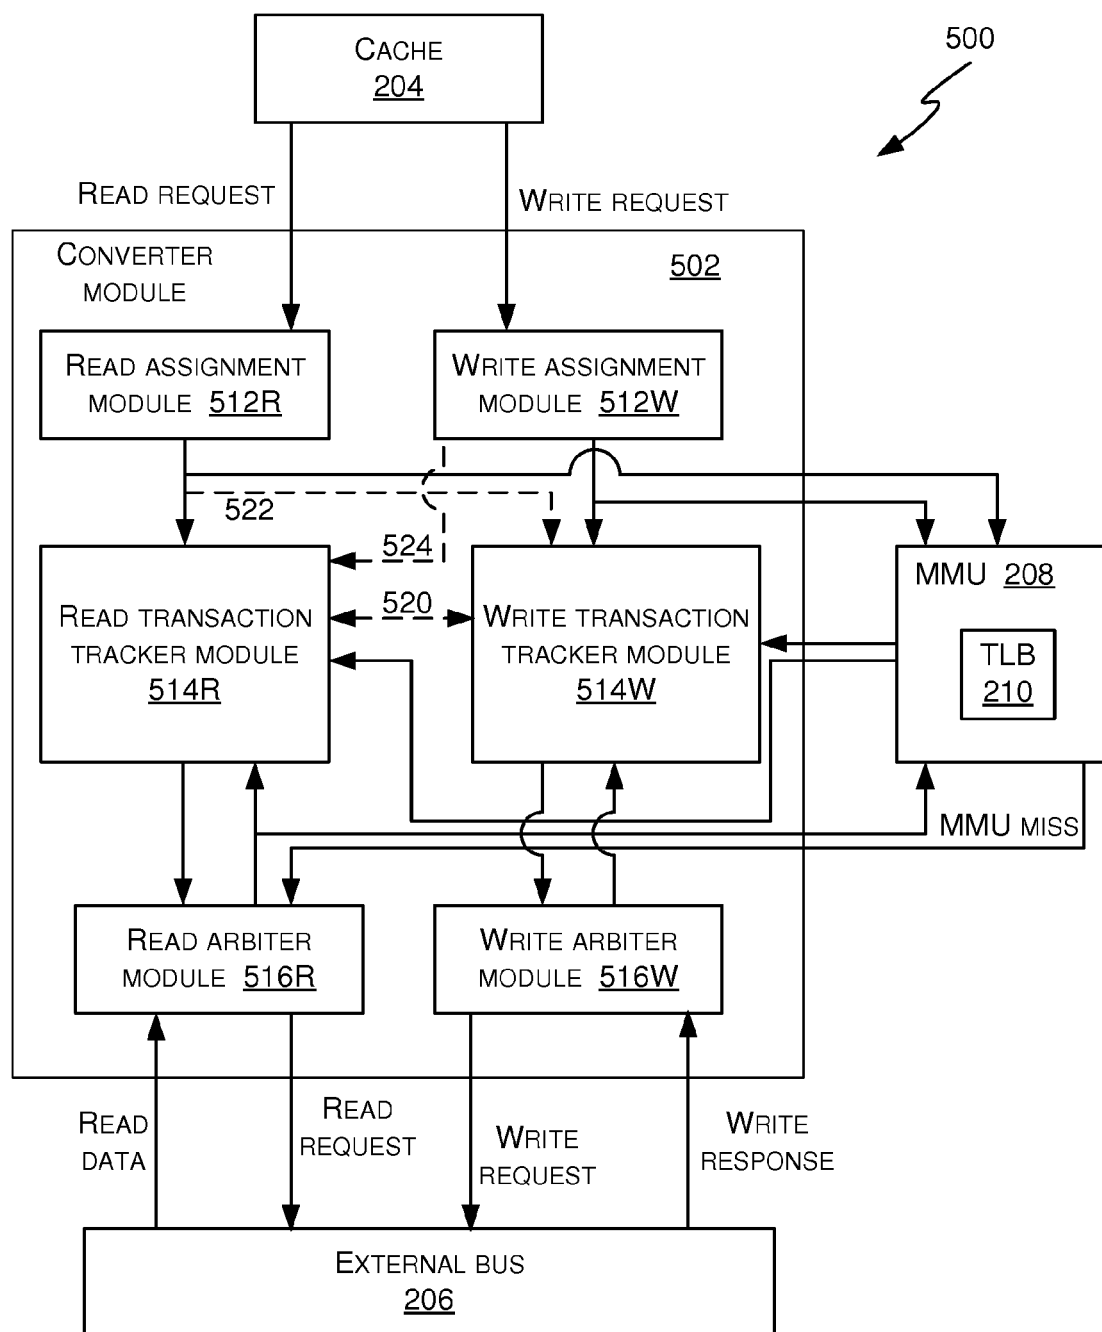 CACHE
204
500
READ REQUEST
WRITE REQUEST
CONVERTER
MODULE
502
READ ASSIGNMENT
MODULE 512R
WRITE ASSIGNMENT
MODULE 512W
522
524
520
READ TRANSACTION
TRACKER MODULE
514R
WRITE TRANSACTION
TRACKER MODULE
514W
MMU 208
TLB
210
MMU MISS
READ ARBITER
MODULE 516R
WRITE ARBITER
MODULE 516W
READ
DATA
READ
REQUEST
WRITE
REQUEST
WRITE
RESPONSE
EXTERNAL BUS
206